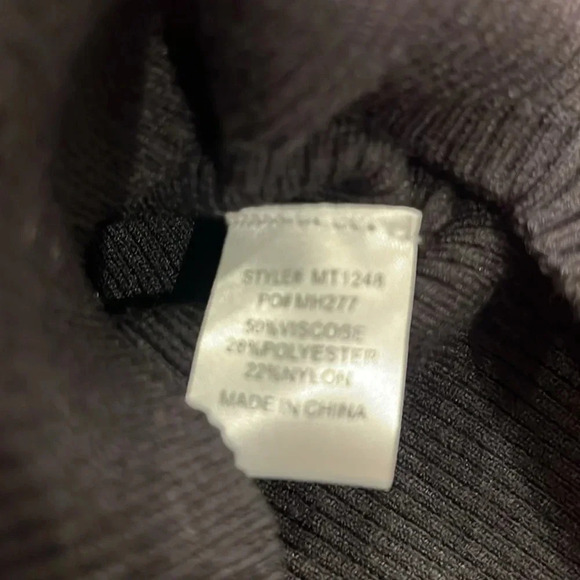 STYLE# MT1248
PO# MH277
50%VISCOSE
28%POLYESTER
22%NYLON
MADE IN CHINA